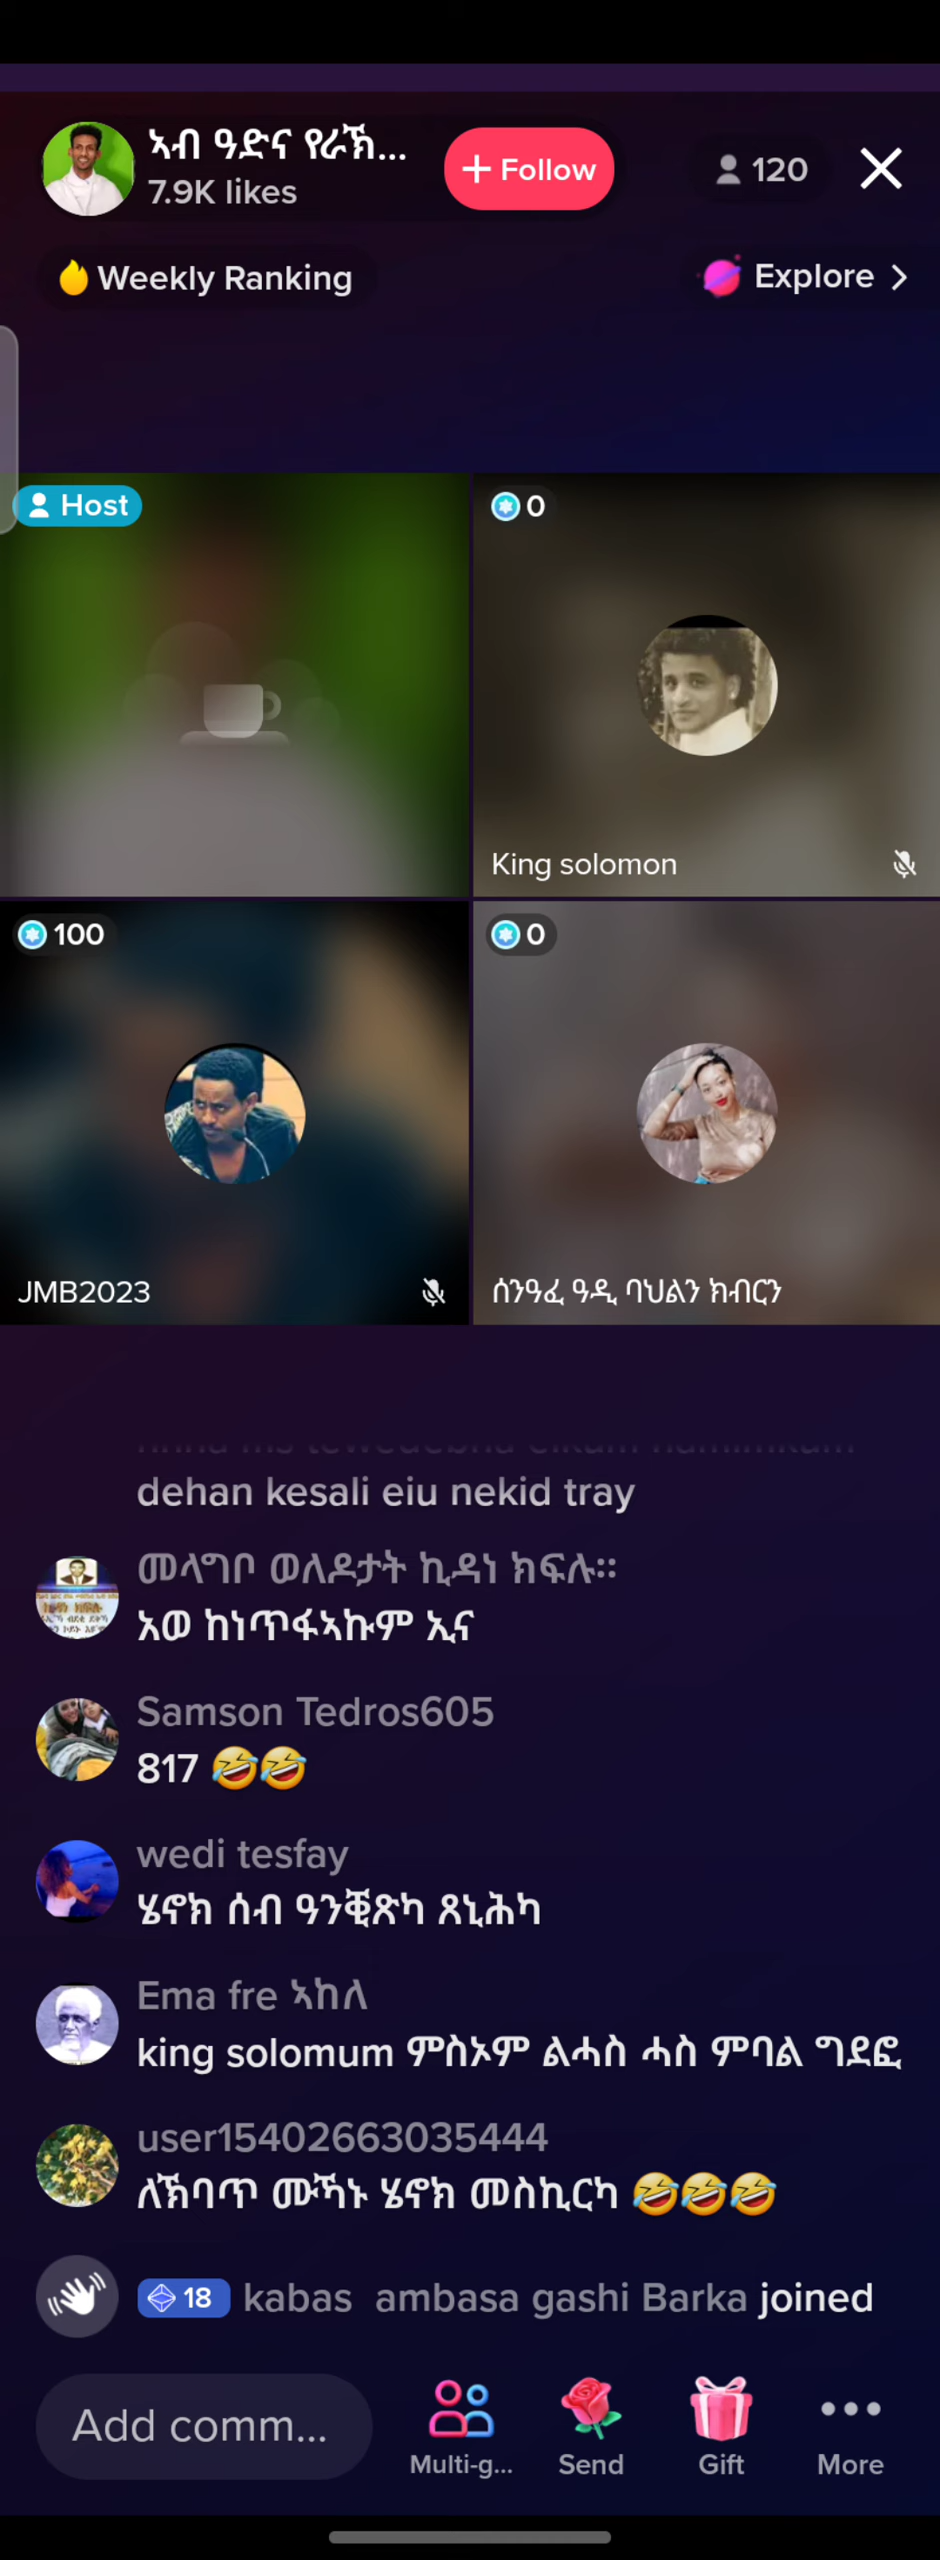 ኣብ ዓድና የራኽ...
7.9K likes
+ Follow
120
Weekly Ranking
Explore >
Host
0
King solomon
100
0
JMB2023
ሰንዓፈ ዓዲ ባህልን ክብርን
dehan kesali eiu nekid tray
መላግቦ ወለዶታት ኪዳነ ክፍሉ።
አወ ከነጥፋኣኩም ኢና
Samson Tedros605
817 🤣🤣
wedi tesfay
ሄኖክ ሰብ ዓንቒጽካ ጸኒሕካ
Ema fre ኣከለ
king solomum ምስኦም ልሓስ ሓስ ምባል ግደፎ
user15402663035444
ለኽባጥ ሙኻኑ ሄኖክ መስኪርካ 🤣🤣🤣
18 kabas ambasa gashi Barka joined
Add comm...
Multi-g...
Send
Gift
More